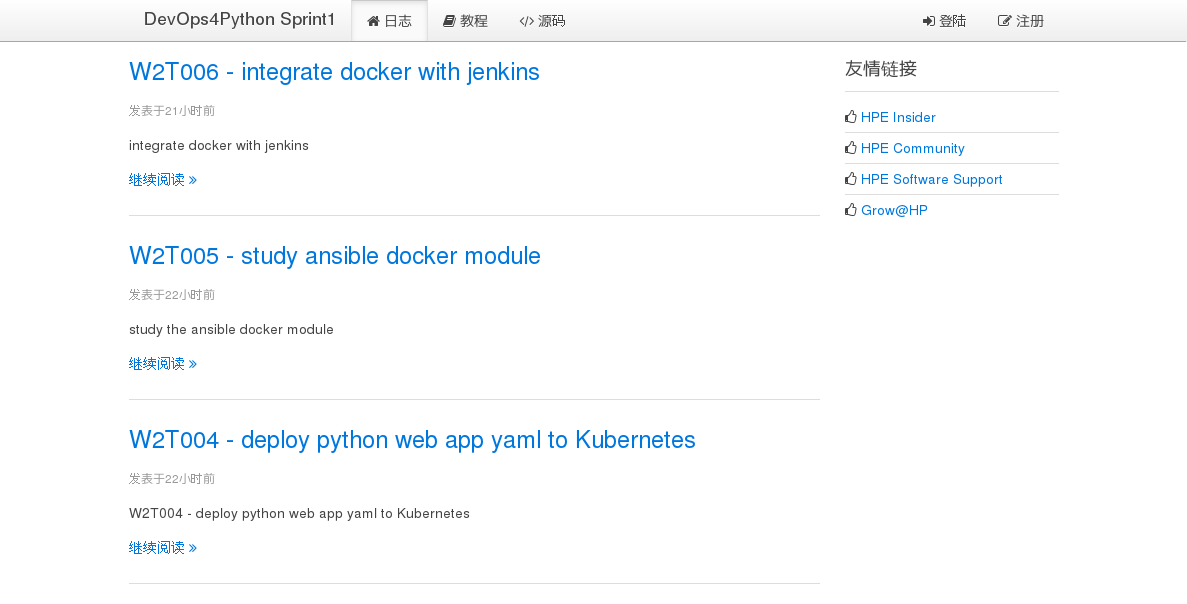 DevOps4Python Sprint1 日志 教程 源码 登陆 注册
W2T006 - integrate docker with jenkins
发表于21小时前
integrate docker with jenkins
继续阅读 »
W2T005 - study ansible docker module
发表于22小时前
study the ansible docker module
继续阅读 »
W2T004 - deploy python web app yaml to Kubernetes
发表于22小时前
W2T004 - deploy python web app yaml to Kubernetes
继续阅读 »
友情链接
HPE Insider
HPE Community
HPE Software Support
Grow@HP